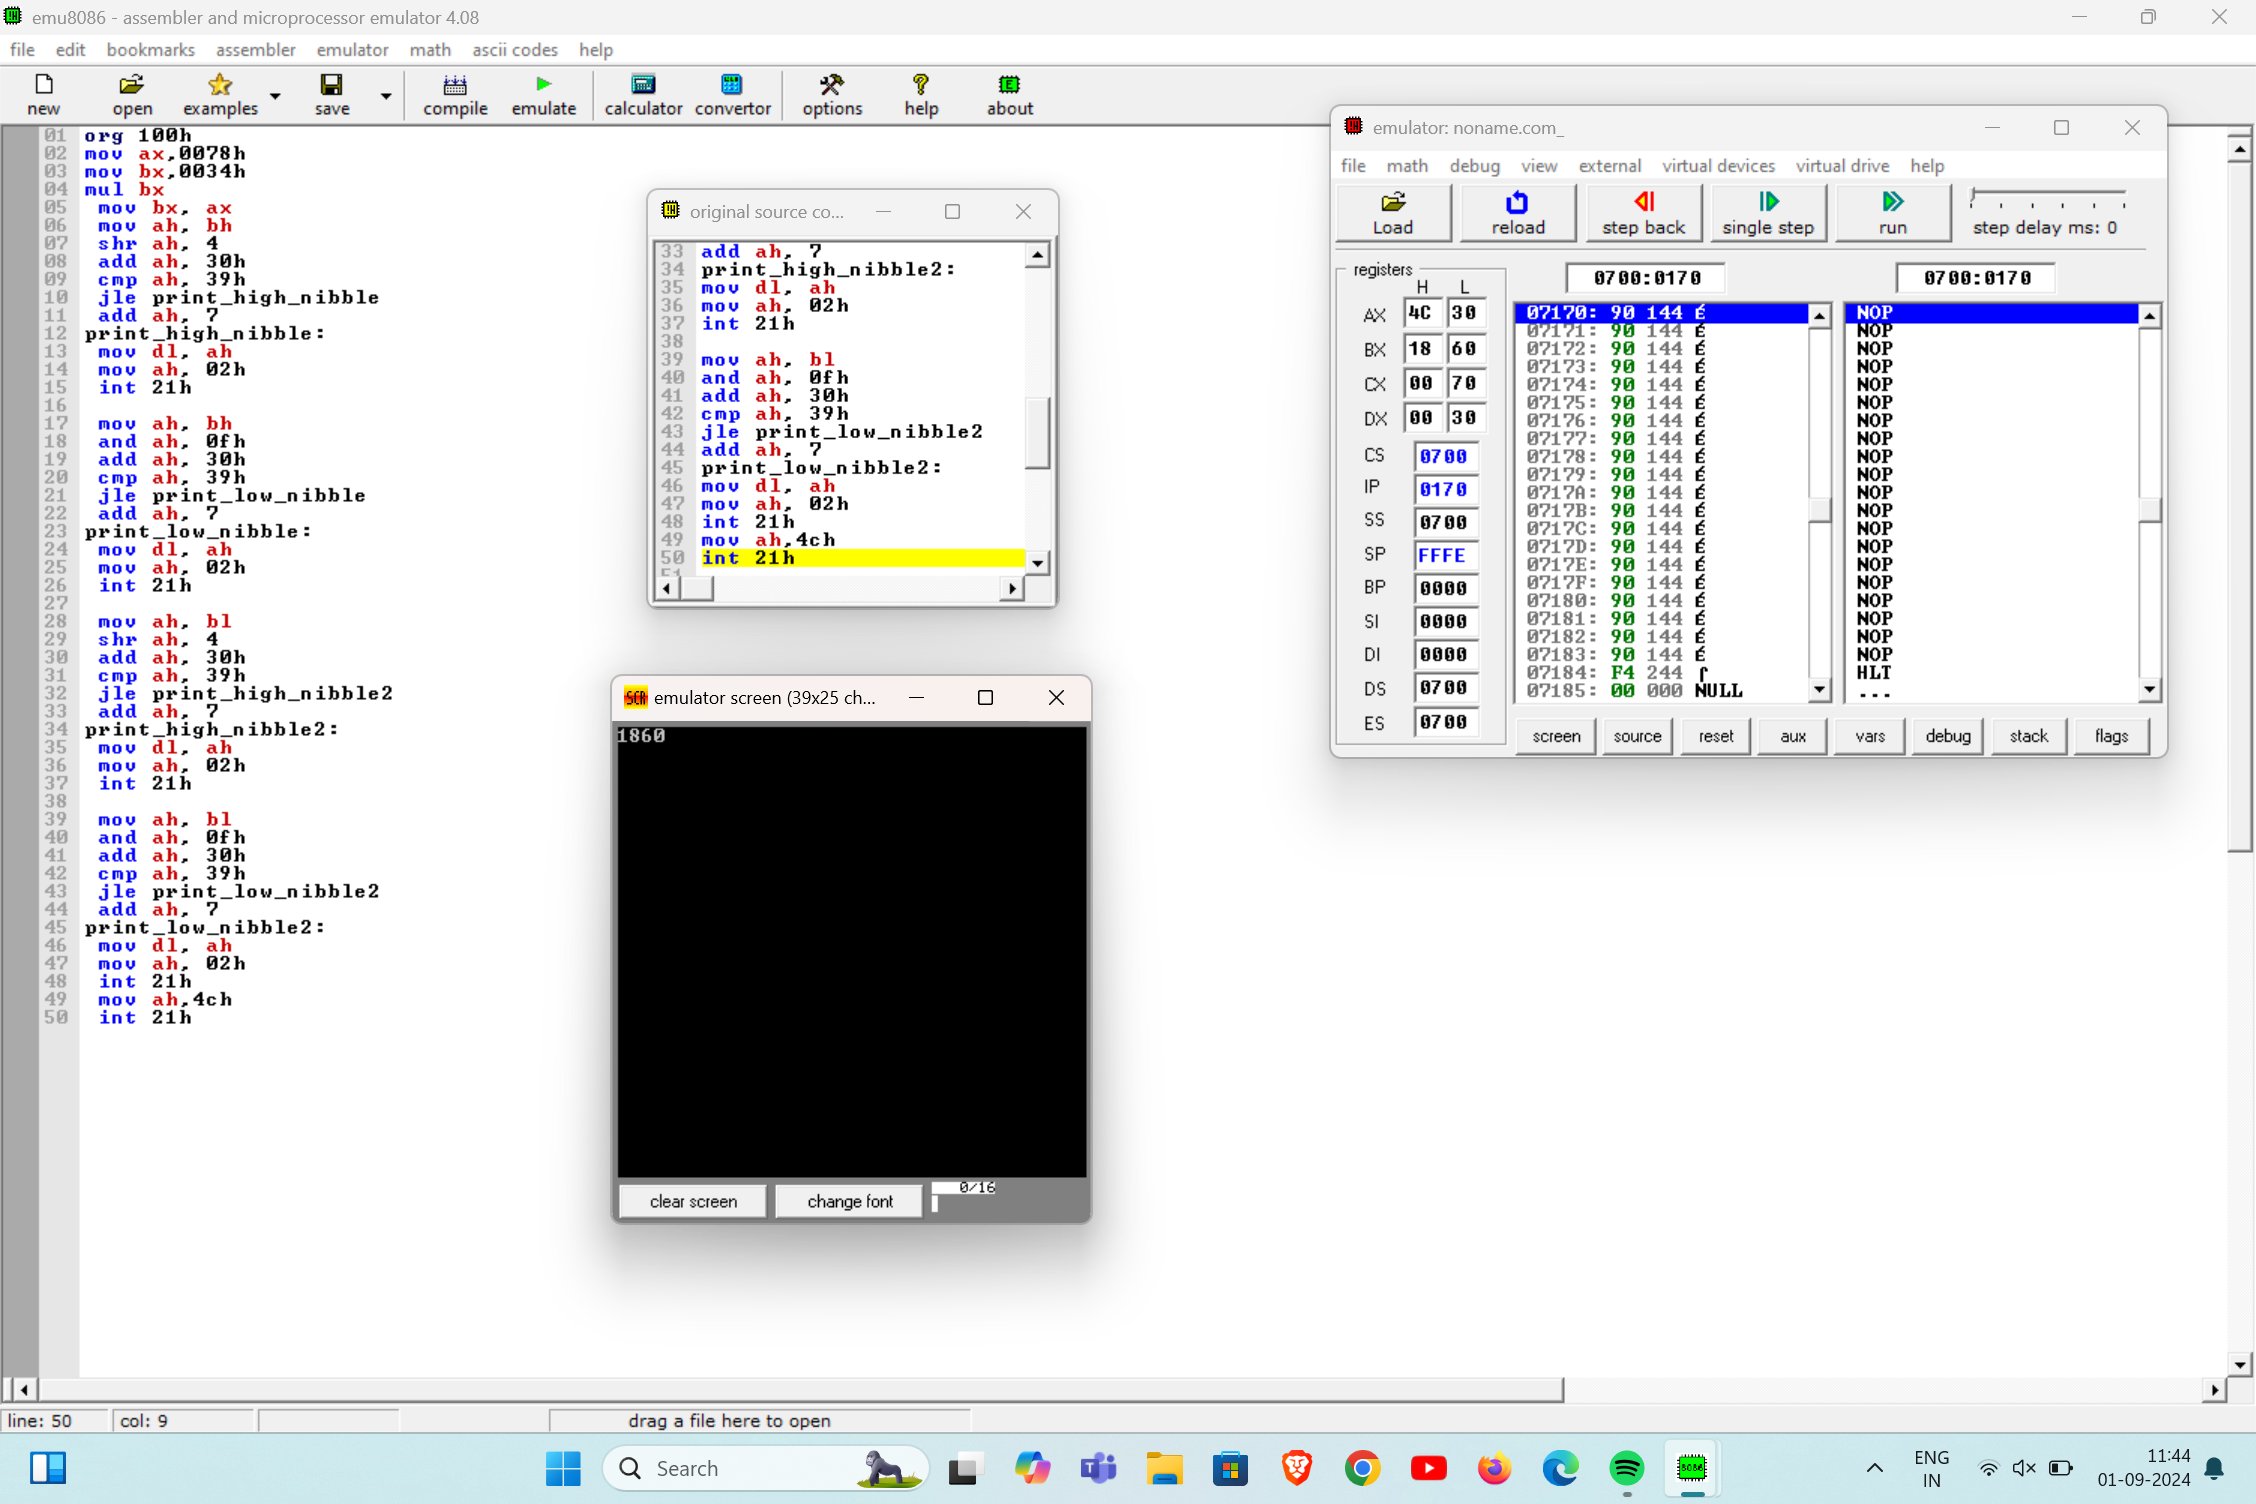 emu8086 - assembler and microprocessor emulator 4.08
file edit bookmarks assembler emulator math ascii codes help
new open examples save compile emulate calculator convertor options help about
01 org 100h
02 mov ax,0078h
03 mov bx,0034h
04 mul bx
05 mov bx, ax
06 mov ah, bh
07 shr ah, 4
08 add ah, 30h
09 cmp ah, 39h
10 jle print_high_nibble
11 add ah, 7
12 print_high_nibble:
13 mov dl, ah
14 mov ah, 02h
15 int 21h
16
17 mov ah, bh
18 and ah, 0fh
19 add ah, 30h
20 cmp ah, 39h
21 jle print_low_nibble
22 add ah, 7
23 print_low_nibble:
24 mov dl, ah
25 mov ah, 02h
26 int 21h
27
28 mov ah, bl
29 shr ah, 4
30 add ah, 30h
31 cmp ah, 39h
32 jle print_high_nibble2
33 add ah, 7
34 print_high_nibble2:
35 mov dl, ah
36 mov ah, 02h
37 int 21h
38
39 mov ah, bl
40 and ah, 0fh
41 add ah, 30h
42 cmp ah, 39h
43 jle print_low_nibble2
44 add ah, 7
45 print_low_nibble2:
46 mov dl, ah
47 mov ah, 02h
48 int 21h
49 mov ah,4ch
50 int 21h
original source co...
33 add ah, 7
34 print_high_nibble2:
35 mov dl, ah
36 mov ah, 02h
37 int 21h
38
39 mov ah, bl
40 and ah, 0fh
41 add ah, 30h
42 cmp ah, 39h
43 jle print_low_nibble2
44 add ah, 7
45 print_low_nibble2:
46 mov dl, ah
47 mov ah, 02h
48 int 21h
49 mov ah,4ch
50 int 21h
SCR emulator screen (39x25 ch...
1860
clear screen change font 0/16
emulator: noname.com_
file math debug view external virtual devices virtual drive help
Load reload step back single step run step delay ms: 0
registers 0700:0170 0700:0170
H L
AX 4C 30
BX 18 60
CX 00 70
DX 00 30
CS 0700
IP 0170
SS 0700
SP FFFE
BP 0000
SI 0000
DI 0000
DS 0700
ES 0700
07170: 90 144 É NOP
07171: 90 144 É NOP
07172: 90 144 É NOP
07173: 90 144 É NOP
07174: 90 144 É NOP
07175: 90 144 É NOP
07176: 90 144 É NOP
07177: 90 144 É NOP
07178: 90 144 É NOP
07179: 90 144 É NOP
0717A: 90 144 É NOP
0717B: 90 144 É NOP
0717C: 90 144 É NOP
0717D: 90 144 É NOP
0717E: 90 144 É NOP
0717F: 90 144 É NOP
07180: 90 144 É NOP
07181: 90 144 É NOP
07182: 90 144 É NOP
07183: 90 144 É NOP
07184: F4 244 ⌠ HLT
07185: 00 000 NULL ...
screen source reset aux vars debug stack flags
line: 50 col: 9 drag a file here to open
Search
8086
ENG
IN
11:44
01-09-2024